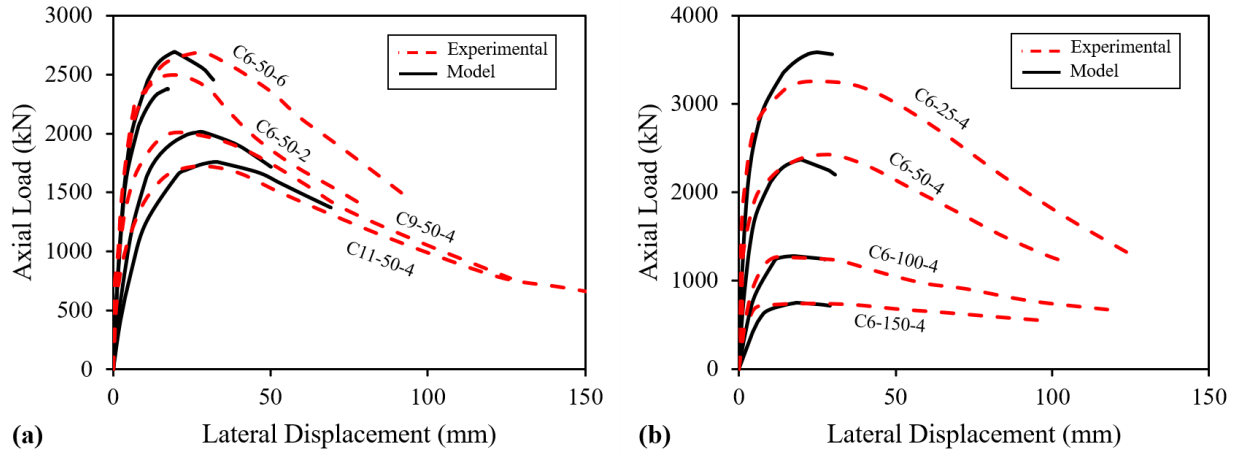 3000
2500
2000
1500
1000
500
0
Axial Load (kN)
Experimental
Model
C6-50-6
C6-50-2
C9-50-4
C11-50-4
0
50
100
150
Lateral Displacement (mm)
(a)
4000
3000
2000
1000
0
Axial Load (kN)
Experimental
Model
C6-25-4
C6-50-4
C6-100-4
C6-150-4
0
50
100
150
Lateral Displacement (mm)
(b)